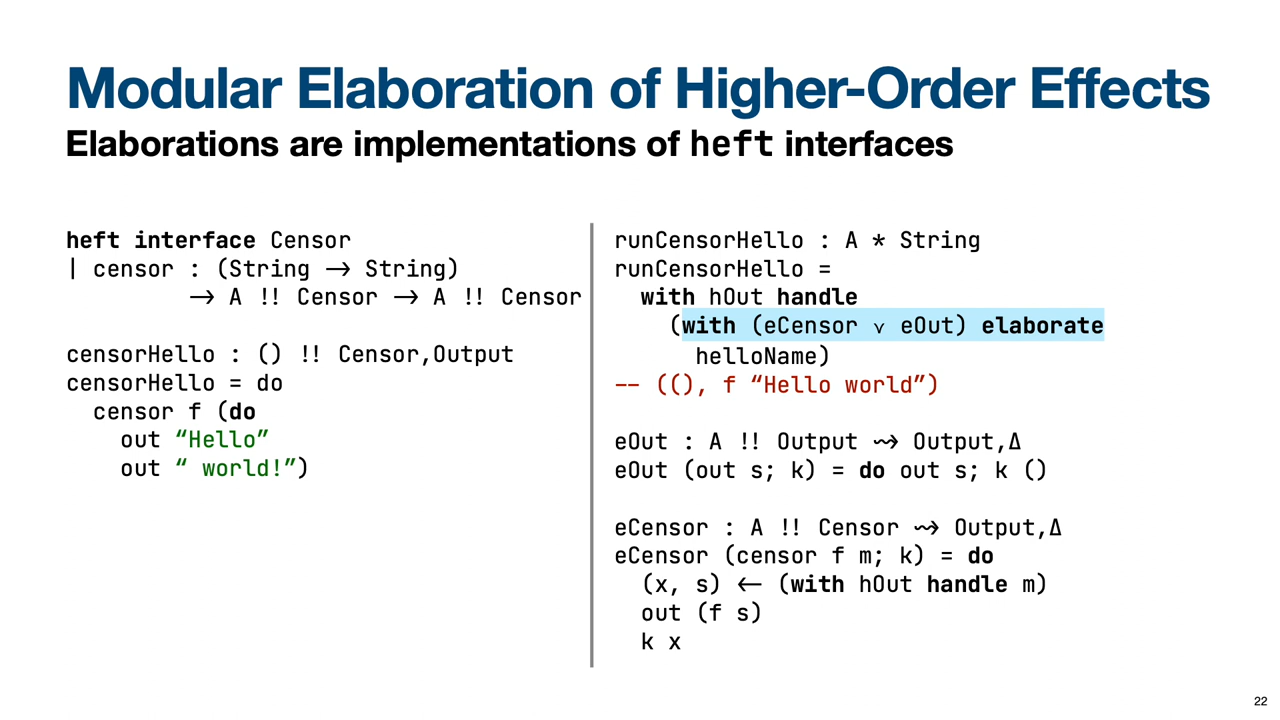 Modular Elaboration of Higher-Order Effects
Elaborations are implementations of heft interfaces
heft interface Censor
| censor : (String → String)
→ A !! Censor → A !! Censor
censorHello : () !! Censor,Output
censorHello = do
censor f (do
out “Hello”
out “ world!”)
runCensorHello : A * String
runCensorHello =
with hOut handle
(with (eCensor ⋎ eOut) elaborate
helloName)
-- ((), f “Hello world”)
eOut : A !! Output ⇝ Output,Δ
eOut (out s; k) = do out s; k ()
eCensor : A !! Censor ⇝ Output,Δ
eCensor (censor f m; k) = do
(x, s) ← (with hOut handle m)
out (f s)
k x
22